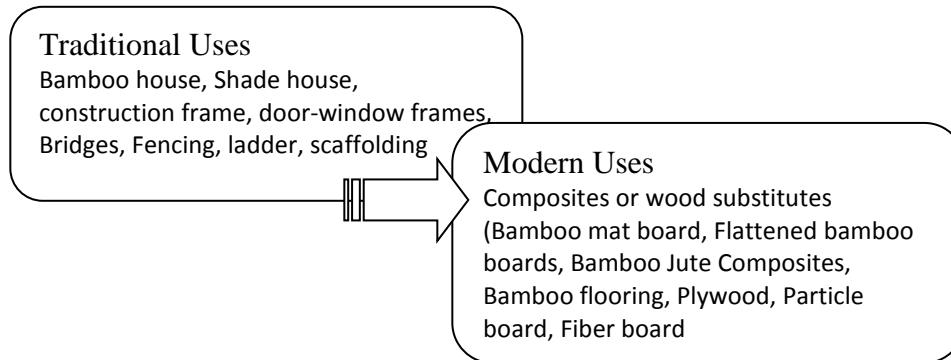 Traditional Uses
Bamboo house, Shade house,
construction frame, door-window frames,
Bridges, Fencing, ladder, scaffolding
Modern Uses
Composites or wood substitutes
(Bamboo mat board, Flattened bamboo
boards, Bamboo Jute Composites,
Bamboo flooring, Plywood, Particle
board, Fiber board